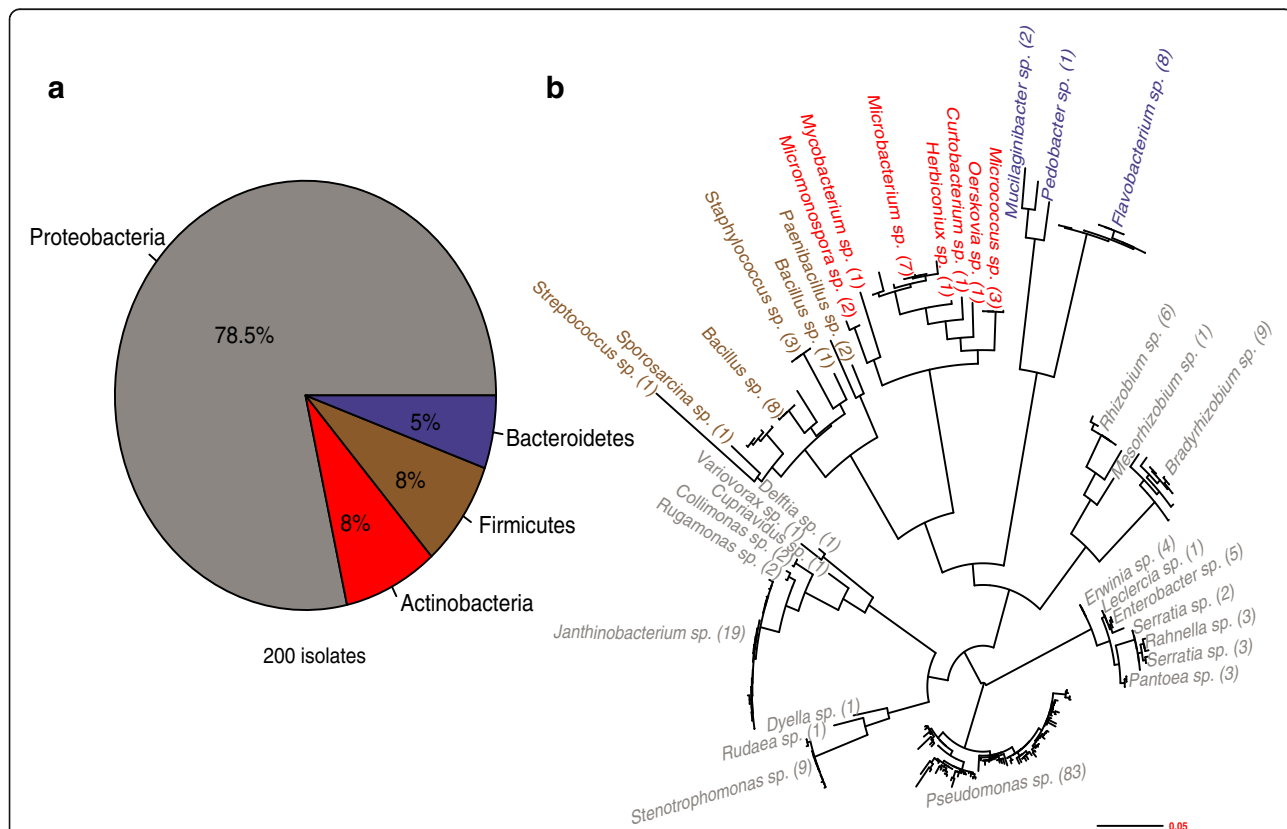 a
b
Proteobacteria
78.5%
5%
Bacteroidetes
8%
Firmicutes
8%
Actinobacteria
200 isolates
Streptococcus sp. (1)
Sporosarcina sp. (1)
Bacillus sp. (8)
Staphylococcus sp. (3)
Bacillus sp. (1)
Paenibacillus sp. (2)
Micromonospora sp. (2)
Mycobacterium sp. (1)
Microbacterium sp. (7)
Herbiconiux sp. (1)
Curtobacterium sp. (1)
Oerskovia sp. (1)
Micrococcus sp. (3)
Mucilaginibacter sp. (2)
Pedobacter sp. (1)
Flavobacterium sp. (8)
Rhizobium sp. (6)
Mesorhizobium sp. (1)
Bradyrhizobium sp. (9)
Erwinia sp. (4)
Leclercia sp. (1)
Enterobacter sp. (5)
Serratia sp. (2)
Rahnella sp. (3)
Serratia sp. (3)
Pantoea sp. (3)
Pseudomonas sp. (83)
Stenotrophomonas sp. (9)
Rudaea sp. (1)
Dyella sp. (1)
Janthinobacterium sp. (19)
Rugamonas sp. (2)
Collimonas sp. (2)
Cupriavidus sp. (1)
Variovorax sp. (1)
Delftia sp. (1)
0.05